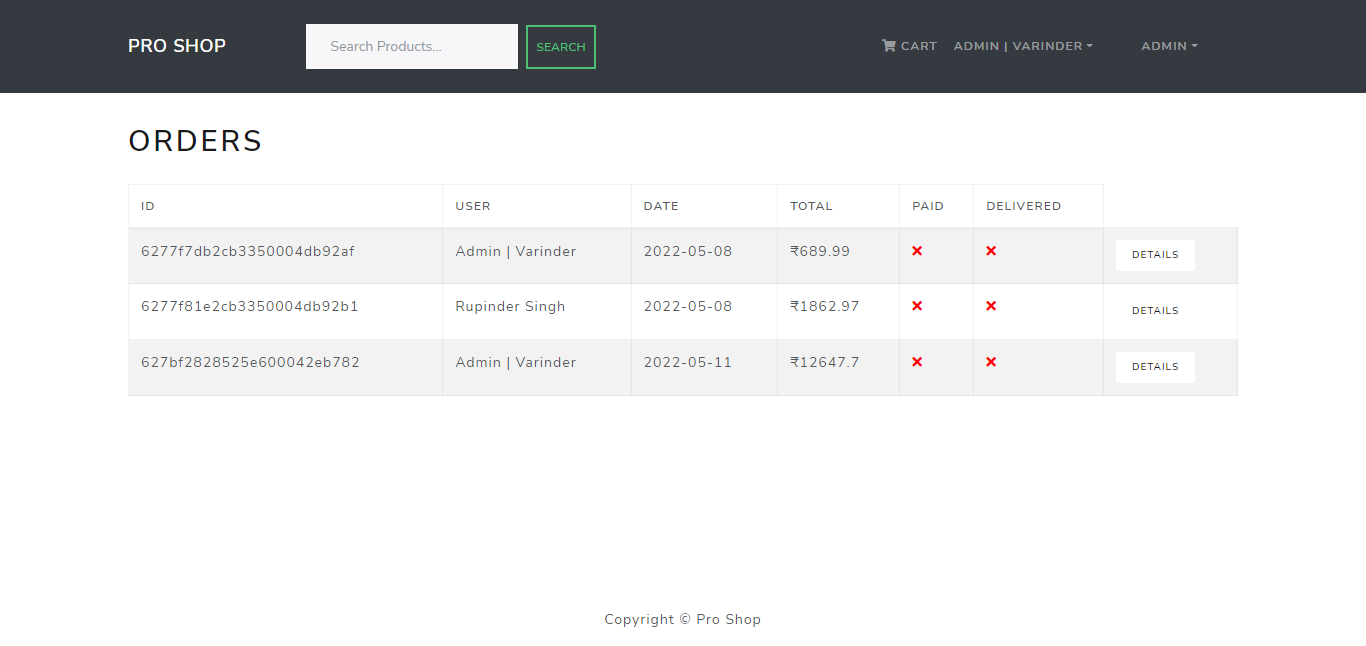 PRO SHOP Search Products... SEARCH CART ADMIN | VARINDER ADMIN
ORDERS
ID USER DATE TOTAL PAID DELIVERED
6277f7db2cb3350004db92af Admin | Varinder 2022-05-08 ₹689.99 DETAILS
6277f81e2cb3350004db92b1 Rupinder Singh 2022-05-08 ₹1862.97 DETAILS
627bf2828525e600042eb782 Admin | Varinder 2022-05-11 ₹12647.7 DETAILS
Copyright © Pro Shop